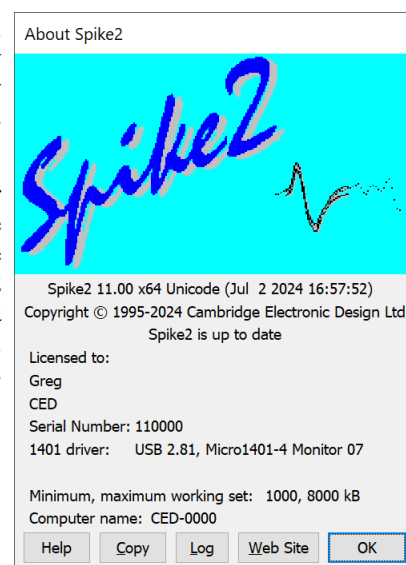 About Spike2
Spike2
Spike2 11.00 x64 Unicode (Jul  2 2024 16:57:52)
Copyright © 1995-2024 Cambridge Electronic Design Ltd
Spike2 is up to date
Licensed to:
Greg
CED
Serial Number: 110000
1401 driver: USB 2.81, Micro1401-4 Monitor 07
Minimum, maximum working set: 1000, 8000 kB
Computer name: CED-0000
Help Copy Log Web Site OK